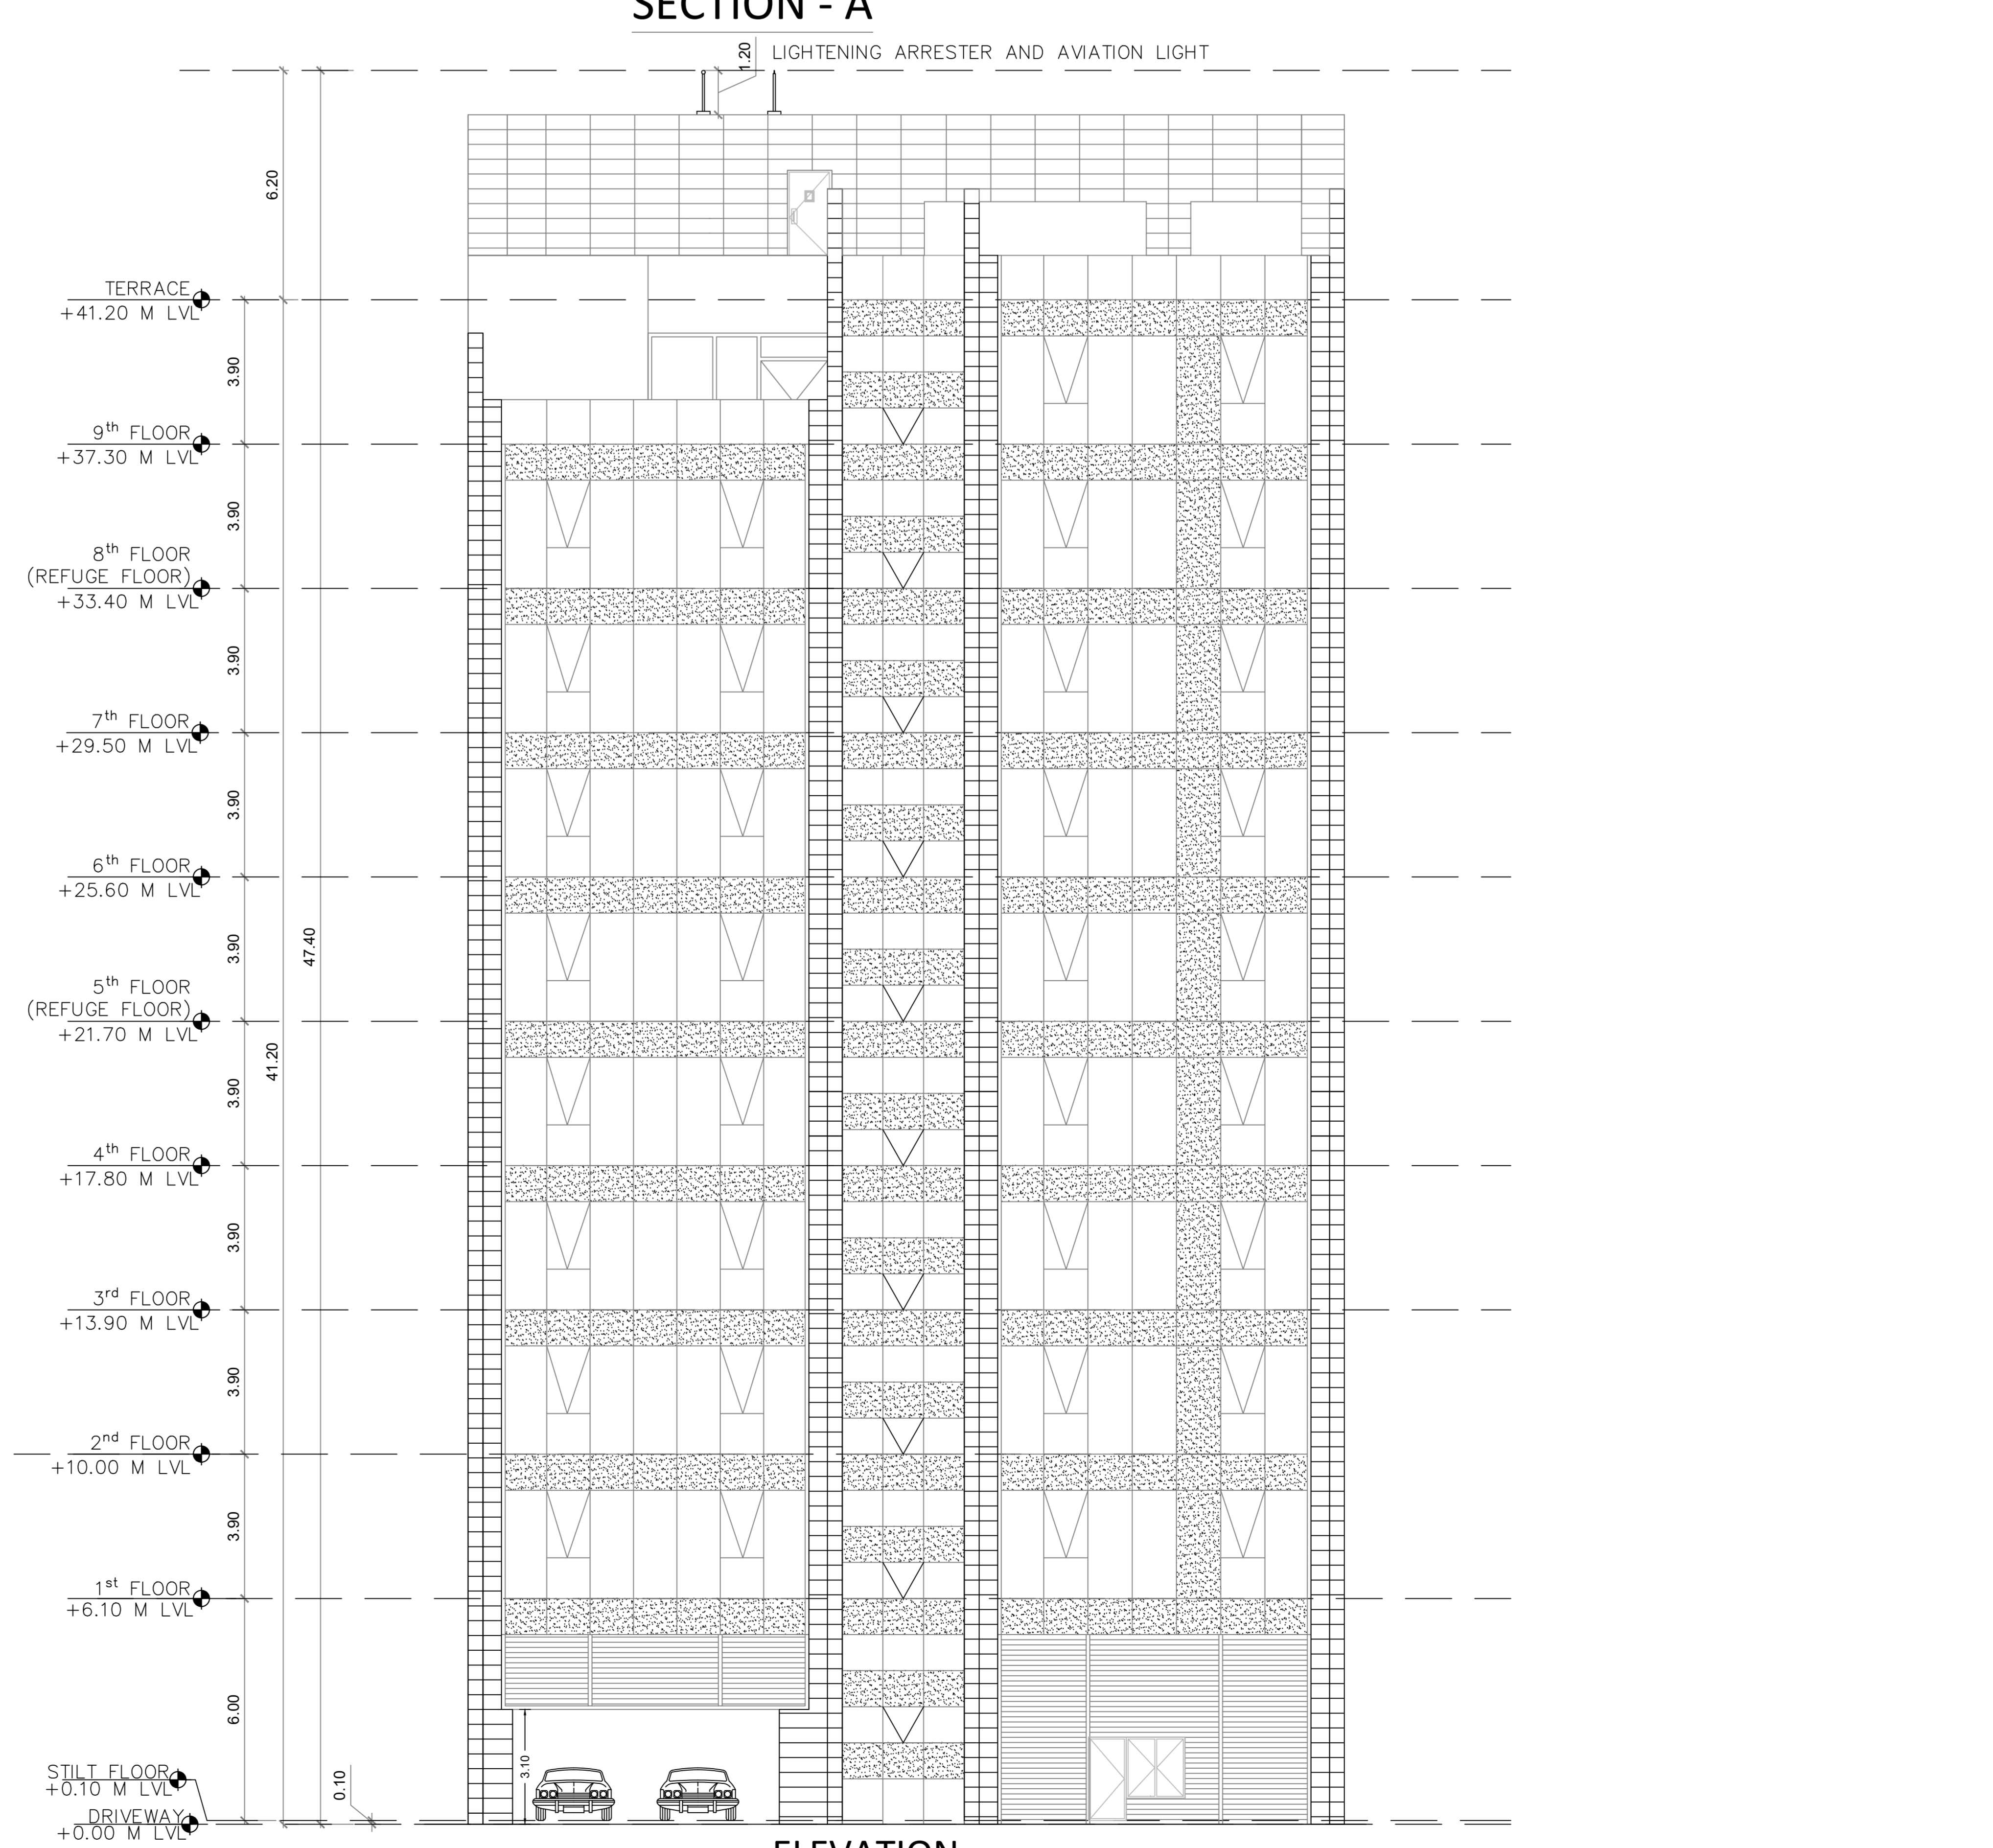 SECTION - A
1.20
LIGHTENING ARRESTER AND AVIATION LIGHT
6.20
TERRACE
+41.20 M LVL
3.90
9th FLOOR
+37.30 M LVL
3.90
8th FLOOR
(REFUGE FLOOR)
+33.40 M LVL
3.90
7th FLOOR
+29.50 M LVL
3.90
6th FLOOR
+25.60 M LVL
3.90
47.40
5th FLOOR
(REFUGE FLOOR)
+21.70 M LVL
41.20
3.90
4th FLOOR
+17.80 M LVL
3.90
3rd FLOOR
+13.90 M LVL
3.90
2nd FLOOR
+10.00 M LVL
3.90
1st FLOOR
+6.10 M LVL
6.00
3.10
STILT FLOOR
+0.10 M LVL
0.10
DRIVEWAY
+0.00 M LVL
ELEVATION